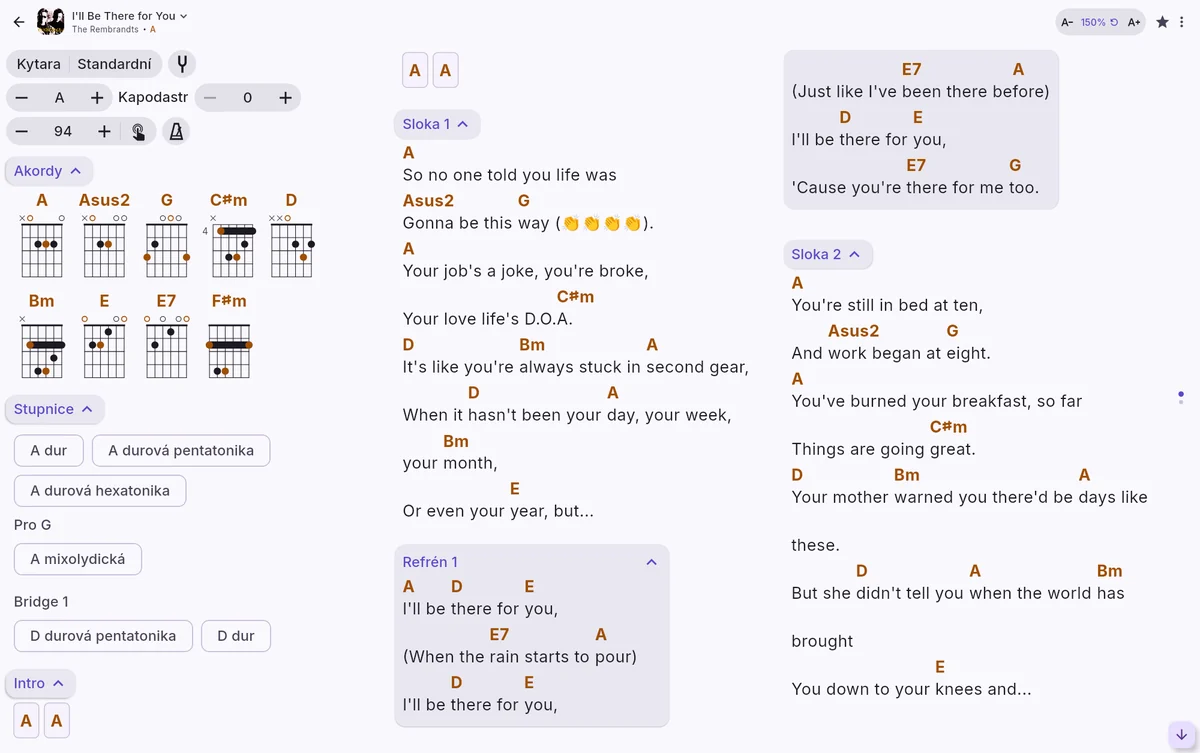 I'll Be There for You
The Rembrandts • A
A- 150% A+
Kytara Standardní
− A + Kapodastr − 0 +
− 94 +
Akordy
A Asus2 G C#m D
4
Bm E E7 F#m
Stupnice
A dur A durová pentatonika
A durová hexatonika
Pro G
A mixolydická
Bridge 1
D durová pentatonika D dur
Intro
A A
A A
Sloka 1
A
So no one told you life was
Asus2 G
Gonna be this way (👏👏👏👏).
A
Your job's a joke, you're broke,
C#m
Your love life's D.O.A.
D Bm A
It's like you're always stuck in second gear,
D A
When it hasn't been your day, your week,
Bm
your month,
E
Or even your year, but...
Refrén 1
A D E
I'll be there for you,
E7 A
(When the rain starts to pour)
D E
I'll be there for you,
E7 A
(Just like I've been there before)
D E
I'll be there for you,
E7 G
'Cause you're there for me too.
Sloka 2
A
You're still in bed at ten,
Asus2 G
And work began at eight.
A
You've burned your breakfast, so far
C#m
Things are going great.
D Bm A
Your mother warned you there'd be days like
these.
D A Bm
But she didn't tell you when the world has
brought
E
You down to your knees and...